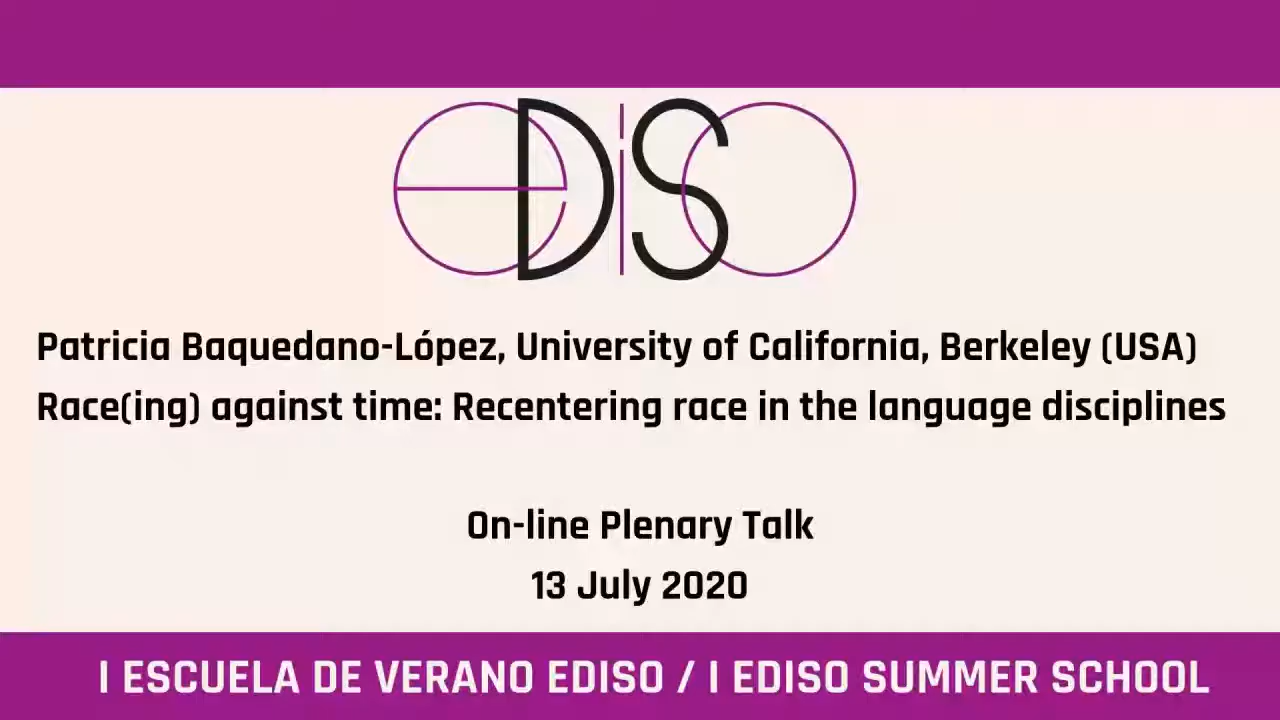 eDiSO
Patricia Baquedano-López, University of California, Berkeley (USA)
Race(ing) against time: Recentering race in the language disciplines
On-line Plenary Talk
13 July 2020
I ESCUELA DE VERANO EDISO / I EDISO SUMMER SCHOOL